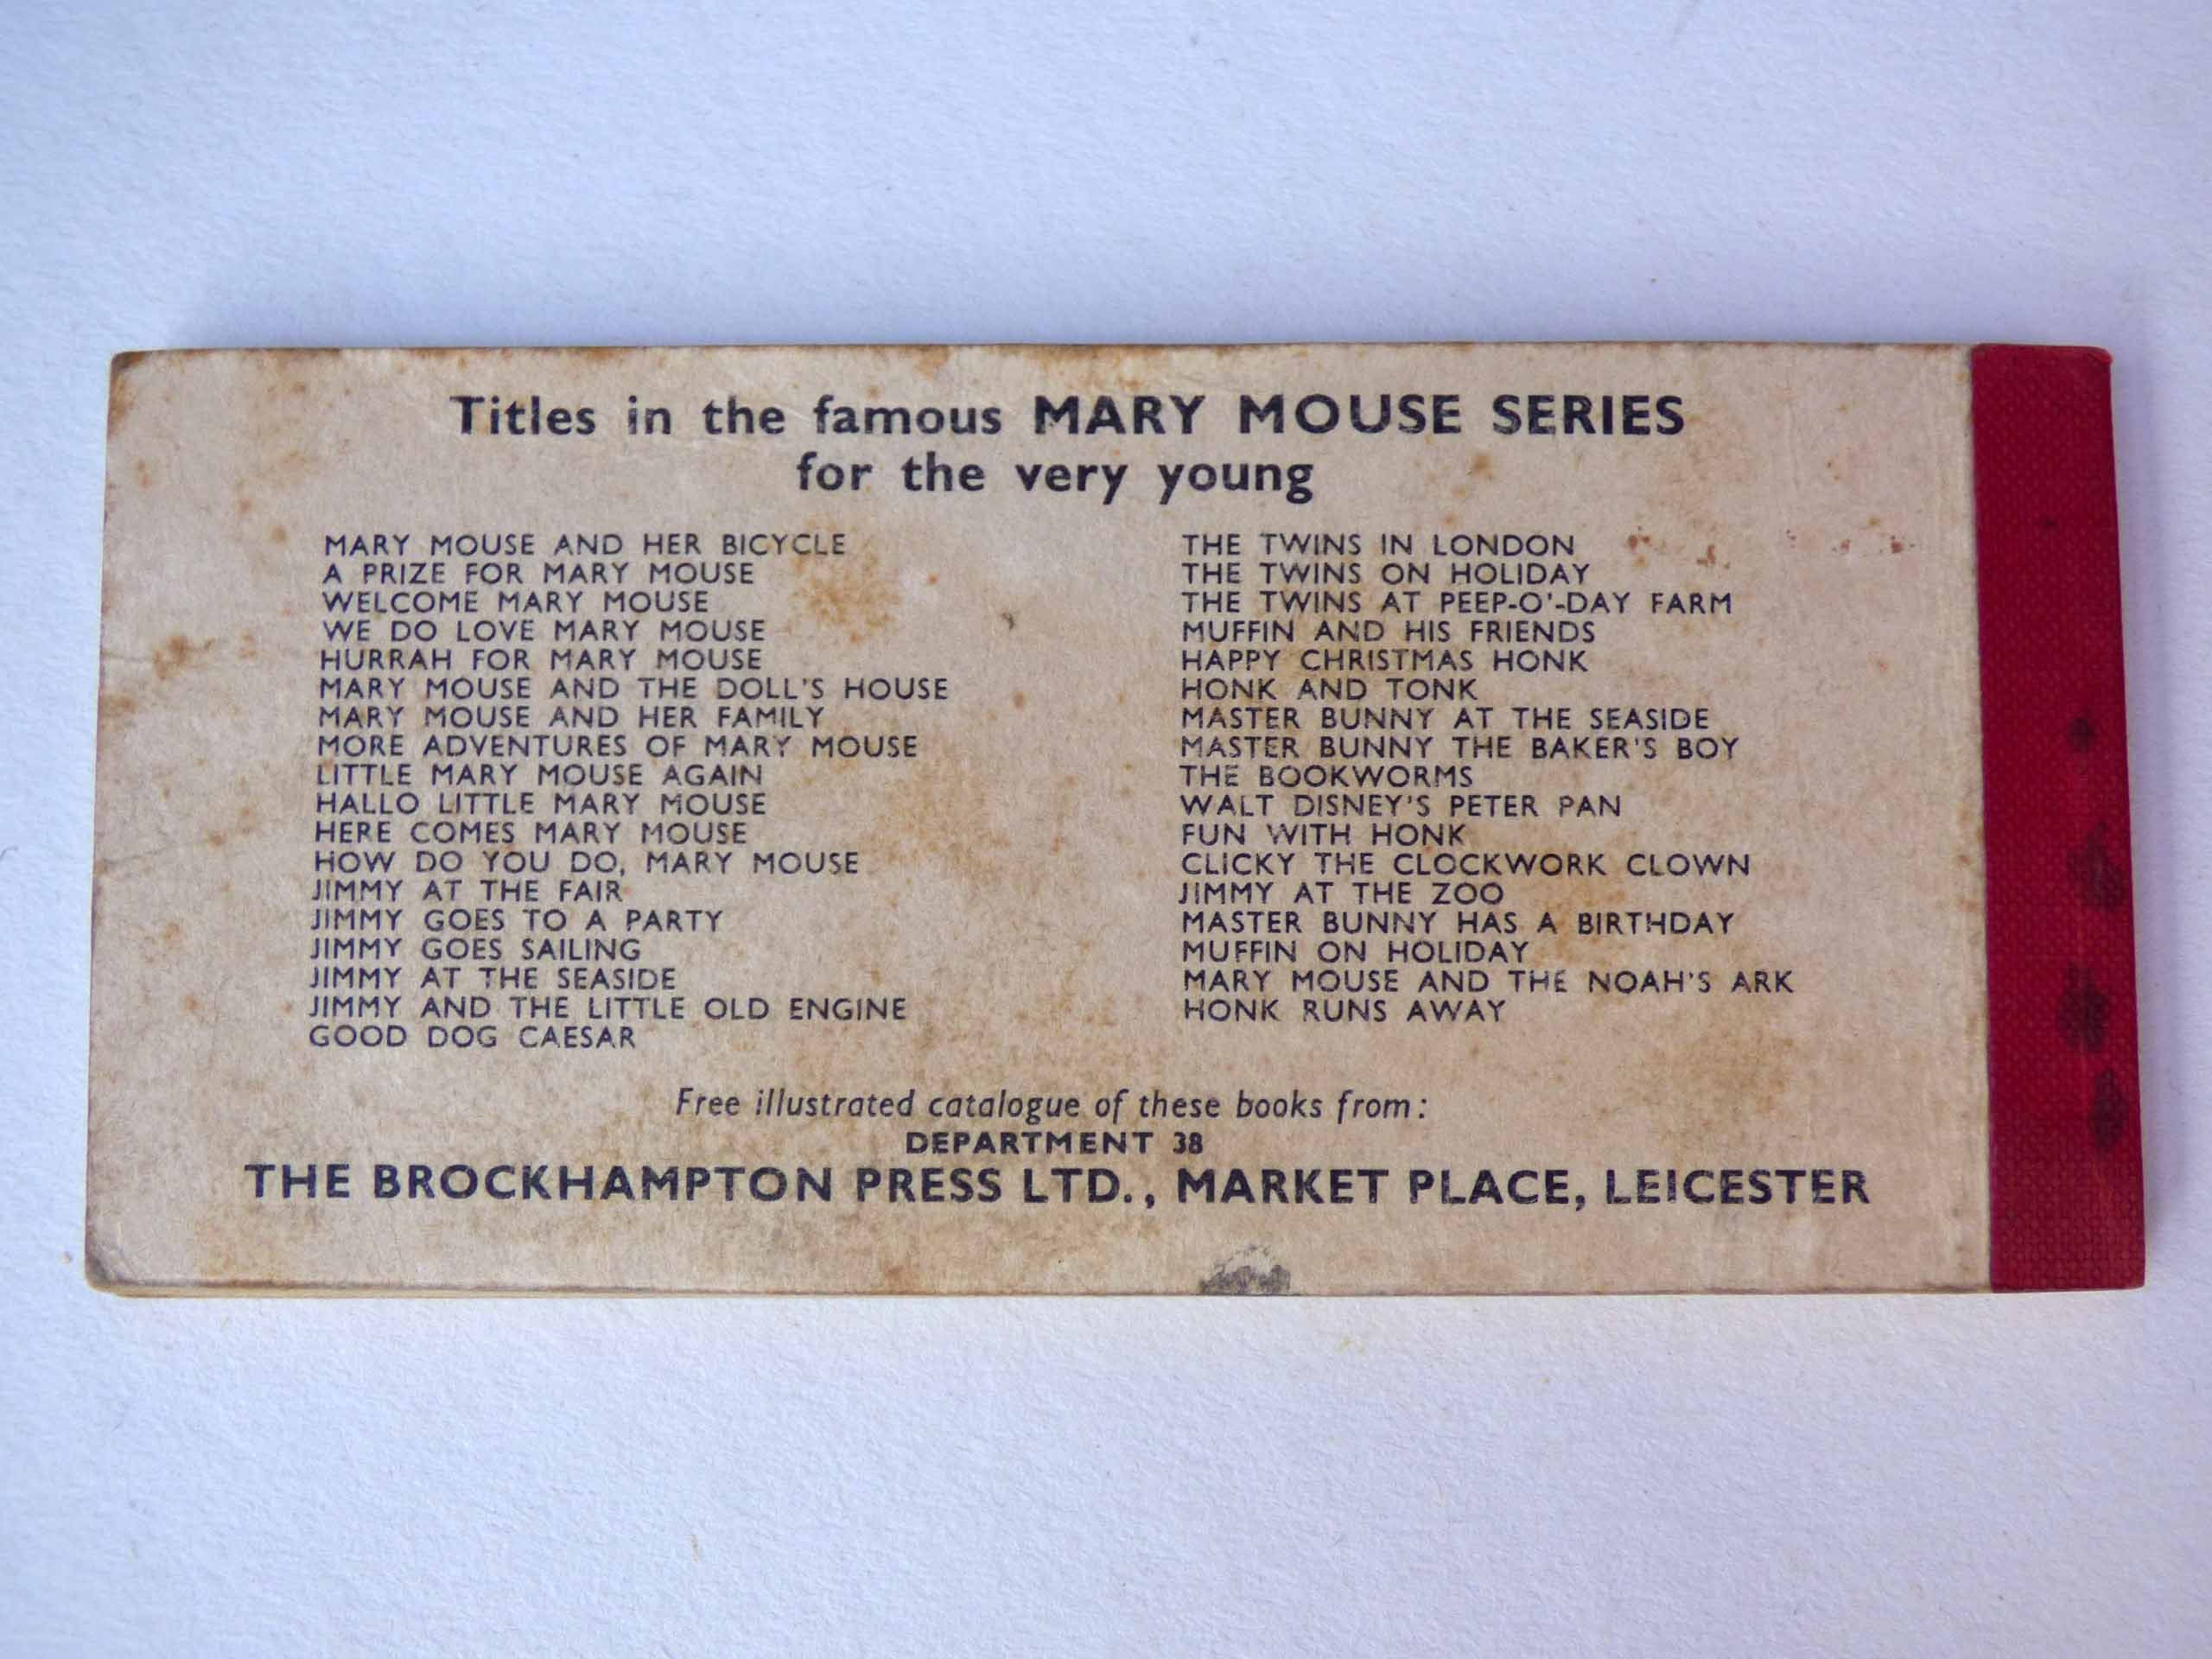 Titles in the famous MARY MOUSE SERIES
for the very young
MARY MOUSE AND HER BICYCLE
A PRIZE FOR MARY MOUSE
WELCOME MARY MOUSE
WE DO LOVE MARY MOUSE
HURRAH FOR MARY MOUSE
MARY MOUSE AND THE DOLL'S HOUSE
MARY MOUSE AND HER FAMILY
MORE ADVENTURES OF MARY MOUSE
LITTLE MARY MOUSE AGAIN
HALLO LITTLE MARY MOUSE
HERE COMES MARY MOUSE
HOW DO YOU DO, MARY MOUSE
JIMMY AT THE FAIR
JIMMY GOES TO A PARTY
JIMMY GOES SAILING
JIMMY AT THE SEASIDE
JIMMY AND THE LITTLE OLD ENGINE
GOOD DOG CAESAR
THE TWINS IN LONDON
THE TWINS ON HOLIDAY
THE TWINS AT PEEP-O'-DAY FARM
MUFFIN AND HIS FRIENDS
HAPPY CHRISTMAS HONK
HONK AND TONK
MASTER BUNNY AT THE SEASIDE
MASTER BUNNY THE BAKER'S BOY
THE BOOKWORMS
WALT DISNEY'S PETER PAN
FUN WITH HONK
CLICKY THE CLOCKWORK CLOWN
JIMMY AT THE ZOO
MASTER BUNNY HAS A BIRTHDAY
MUFFIN ON HOLIDAY
MARY MOUSE AND THE NOAH'S ARK
HONK RUNS AWAY
Free illustrated catalogue of these books from:
DEPARTMENT 38
THE BROCKHAMPTON PRESS LTD., MARKET PLACE, LEICESTER